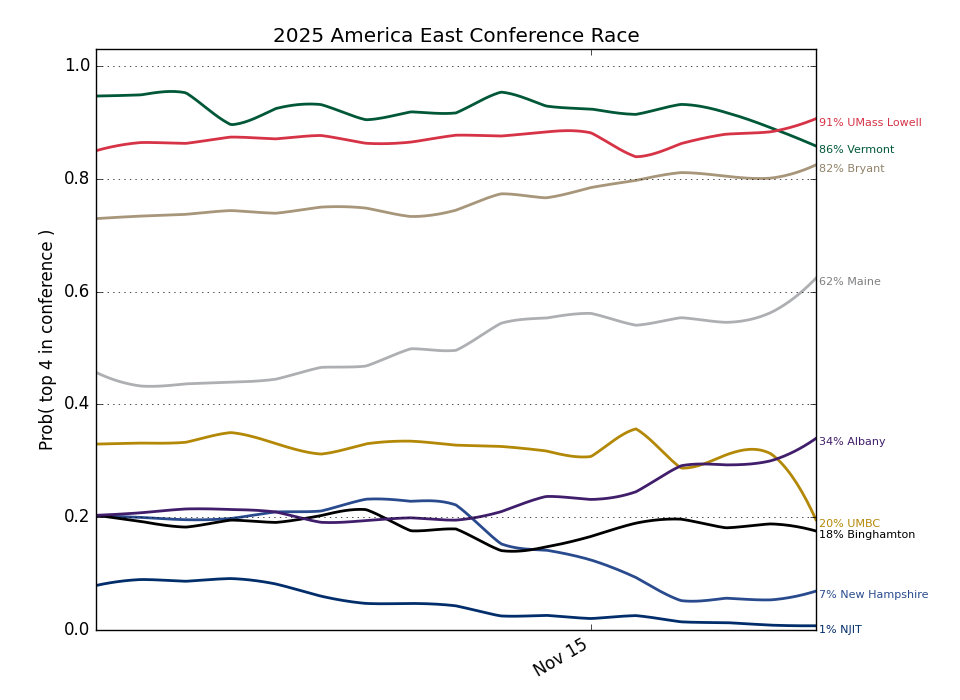 2025 America East Conference Race
Prob( top 4 in conference )
1.0
0.8
0.6
0.4
0.2
0.0
Nov 15
91% UMass Lowell
86% Vermont
82% Bryant
62% Maine
34% Albany
20% UMBC
18% Binghamton
7% New Hampshire
1% NJIT